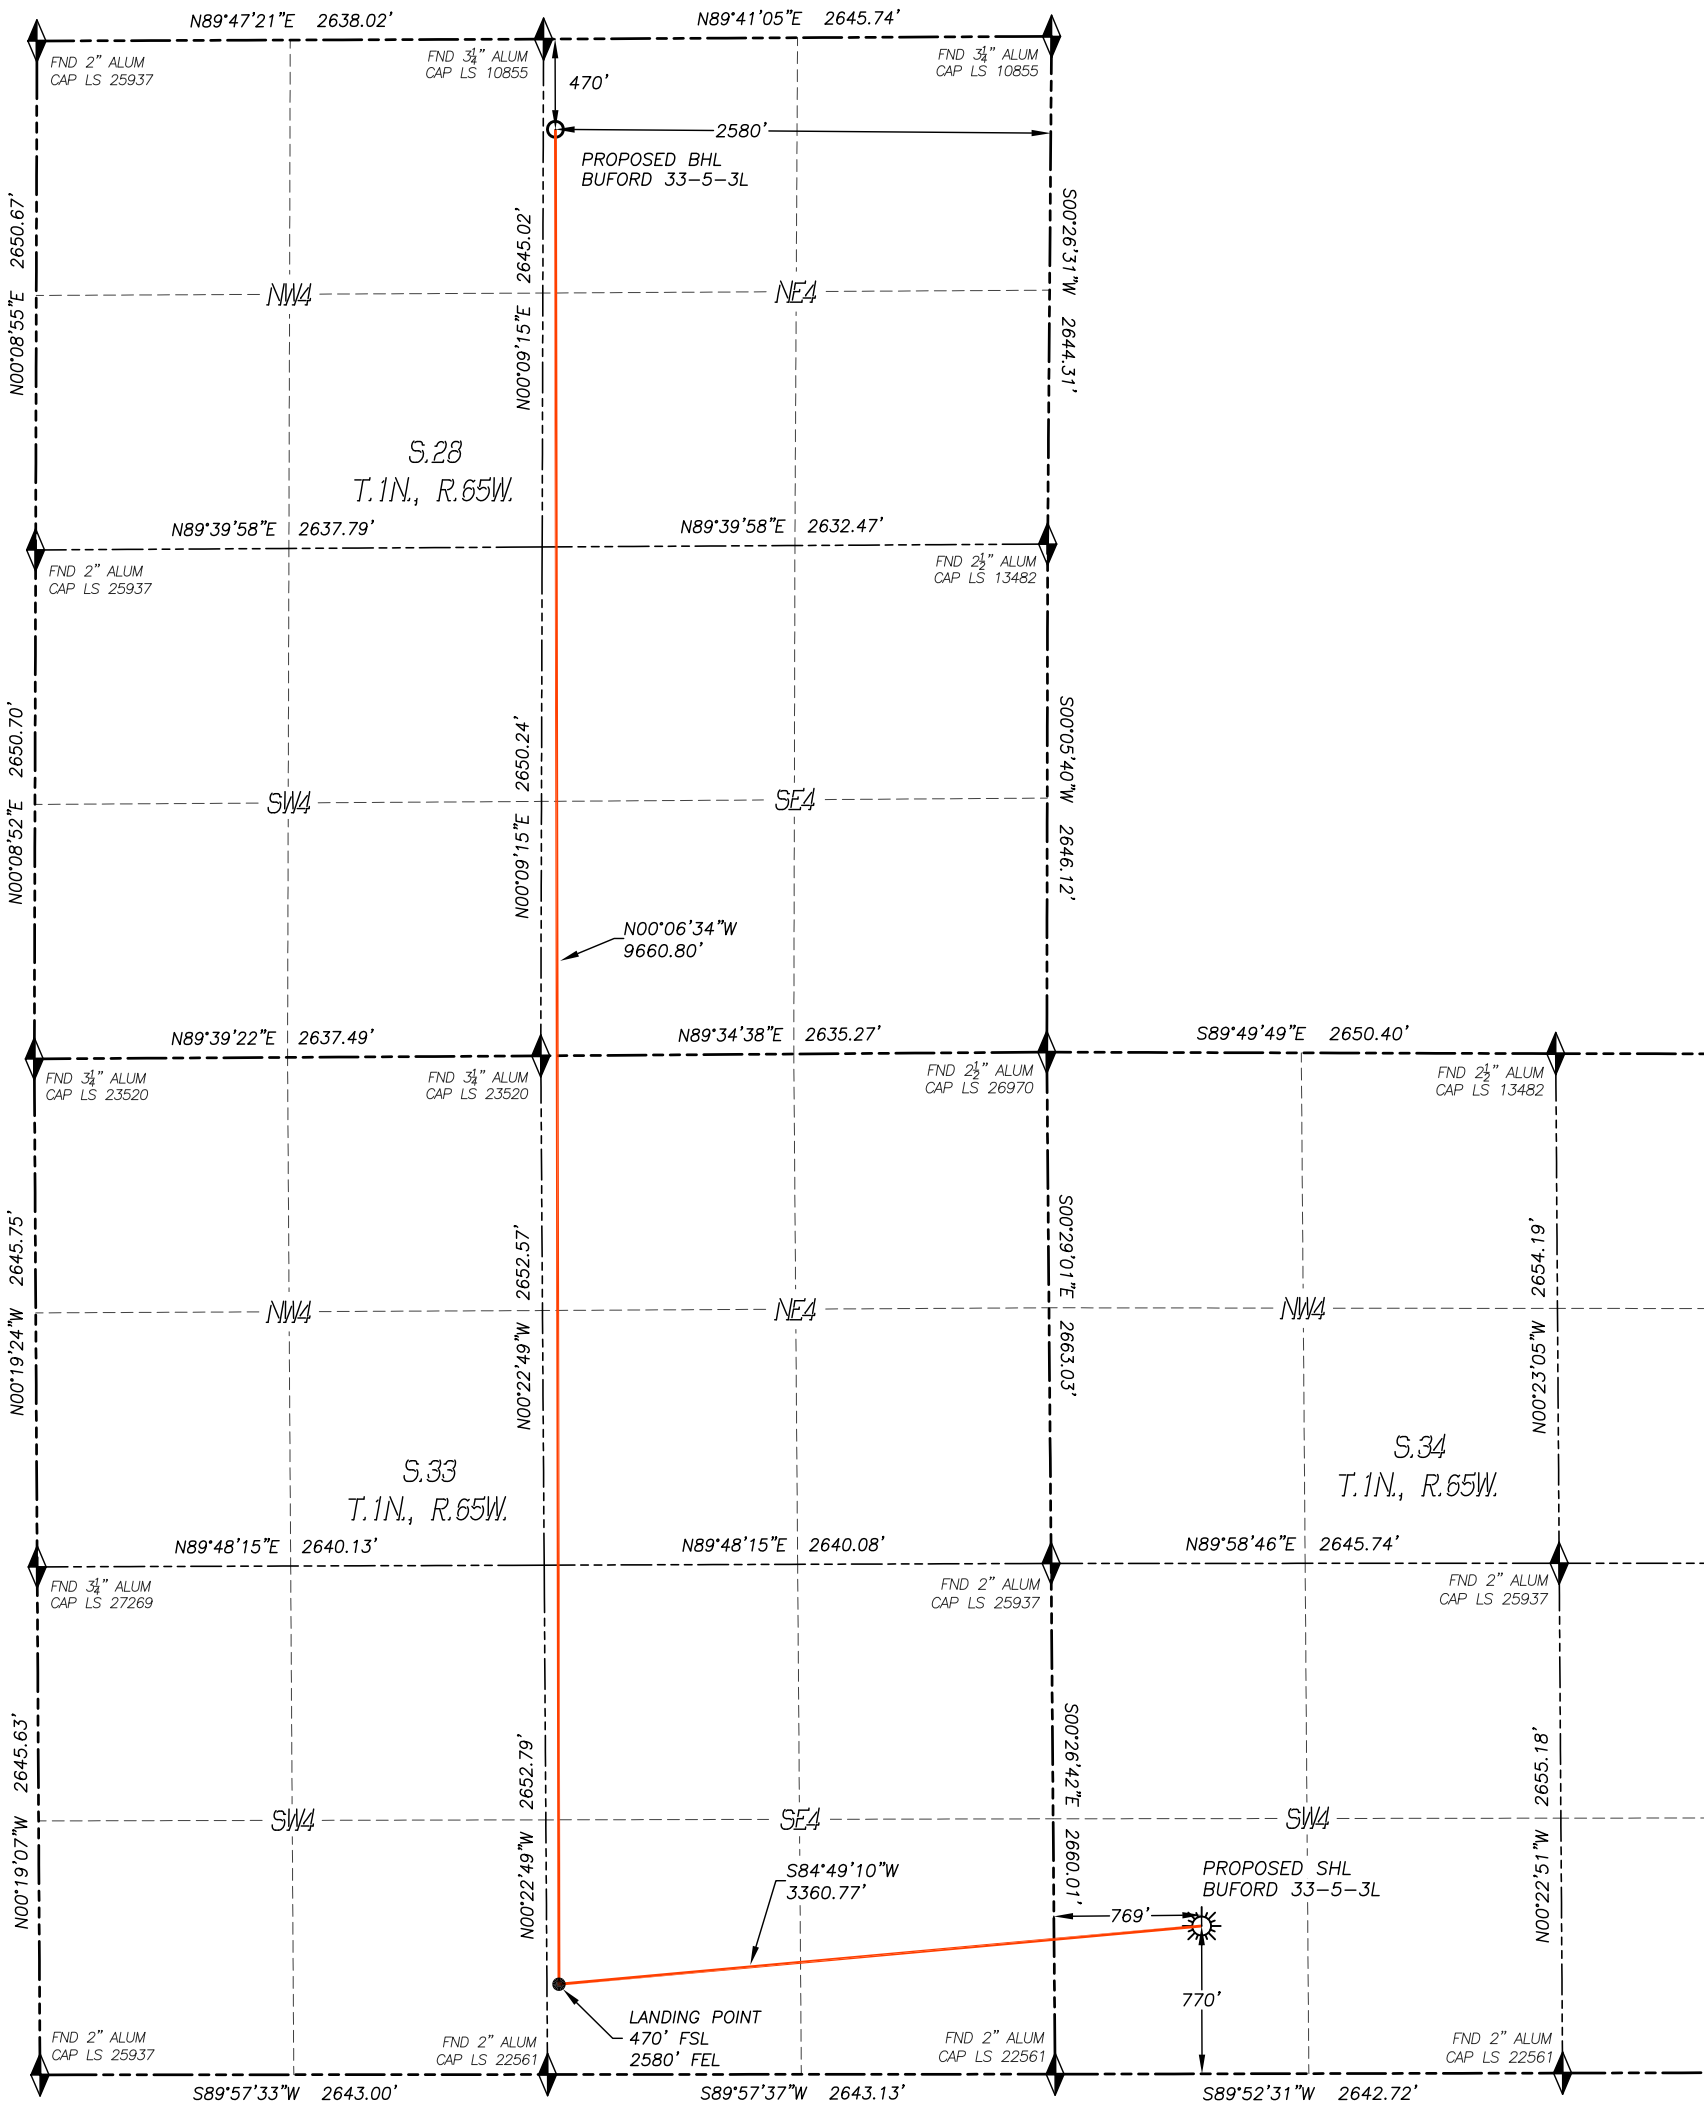 N89°47'21"E 2638.02'
N89°41'05"E 2645.74'
FND 2" ALUM
CAP LS 25937
FND 3¼" ALUM
CAP LS 10855
FND 3¼" ALUM
CAP LS 10855
470'
2580'
PROPOSED BHL
BUFORD 33-5-3L
N00°08'55"E 2650.67'
N00°09'15"E 2645.02'
S00°26'31"W 2644.31'
NW4
NE4
S.28
T.1N., R.65W.
N89°39'58"E 2637.79'
N89°39'58"E 2632.47'
FND 2" ALUM
CAP LS 25937
FND 2½" ALUM
CAP LS 13482
N00°08'52"E 2650.70'
N00°09'15"E 2650.24'
S00°05'40"W 2646.12'
SW4
SE4
N00°06'34"W
9660.80'
N89°39'22"E 2637.49'
N89°34'38"E 2635.27'
S89°49'49"E 2650.40'
FND 3¼" ALUM
CAP LS 23520
FND 3¼" ALUM
CAP LS 23520
FND 2½" ALUM
CAP LS 26970
FND 2½" ALUM
CAP LS 13482
N00°19'24"W 2645.75'
N00°22'49"W 2652.57'
S00°29'01"E 2663.03'
N00°23'05"W 2654.19'
NW4
NE4
NW4
S.33
T.1N., R.65W.
S.34
T.1N., R.65W.
N89°48'15"E 2640.13'
N89°48'15"E 2640.08'
N89°58'46"E 2645.74'
FND 3¼" ALUM
CAP LS 27269
FND 2" ALUM
CAP LS 25937
FND 2" ALUM
CAP LS 25937
N00°19'07"W 2645.63'
N00°22'49"W 2652.79'
S00°26'42"E 2660.01'
N00°22'51"W 2655.18'
SW4
SE4
SW4
S84°49'10"W
3360.77'
PROPOSED SHL
BUFORD 33-5-3L
769'
770'
LANDING POINT
470' FSL
2580' FEL
FND 2" ALUM
CAP LS 25937
FND 2" ALUM
CAP LS 22561
FND 2" ALUM
CAP LS 22561
FND 2" ALUM
CAP LS 22561
S89°57'33"W 2643.00'
S89°57'37"W 2643.13'
S89°52'31"W 2642.72'